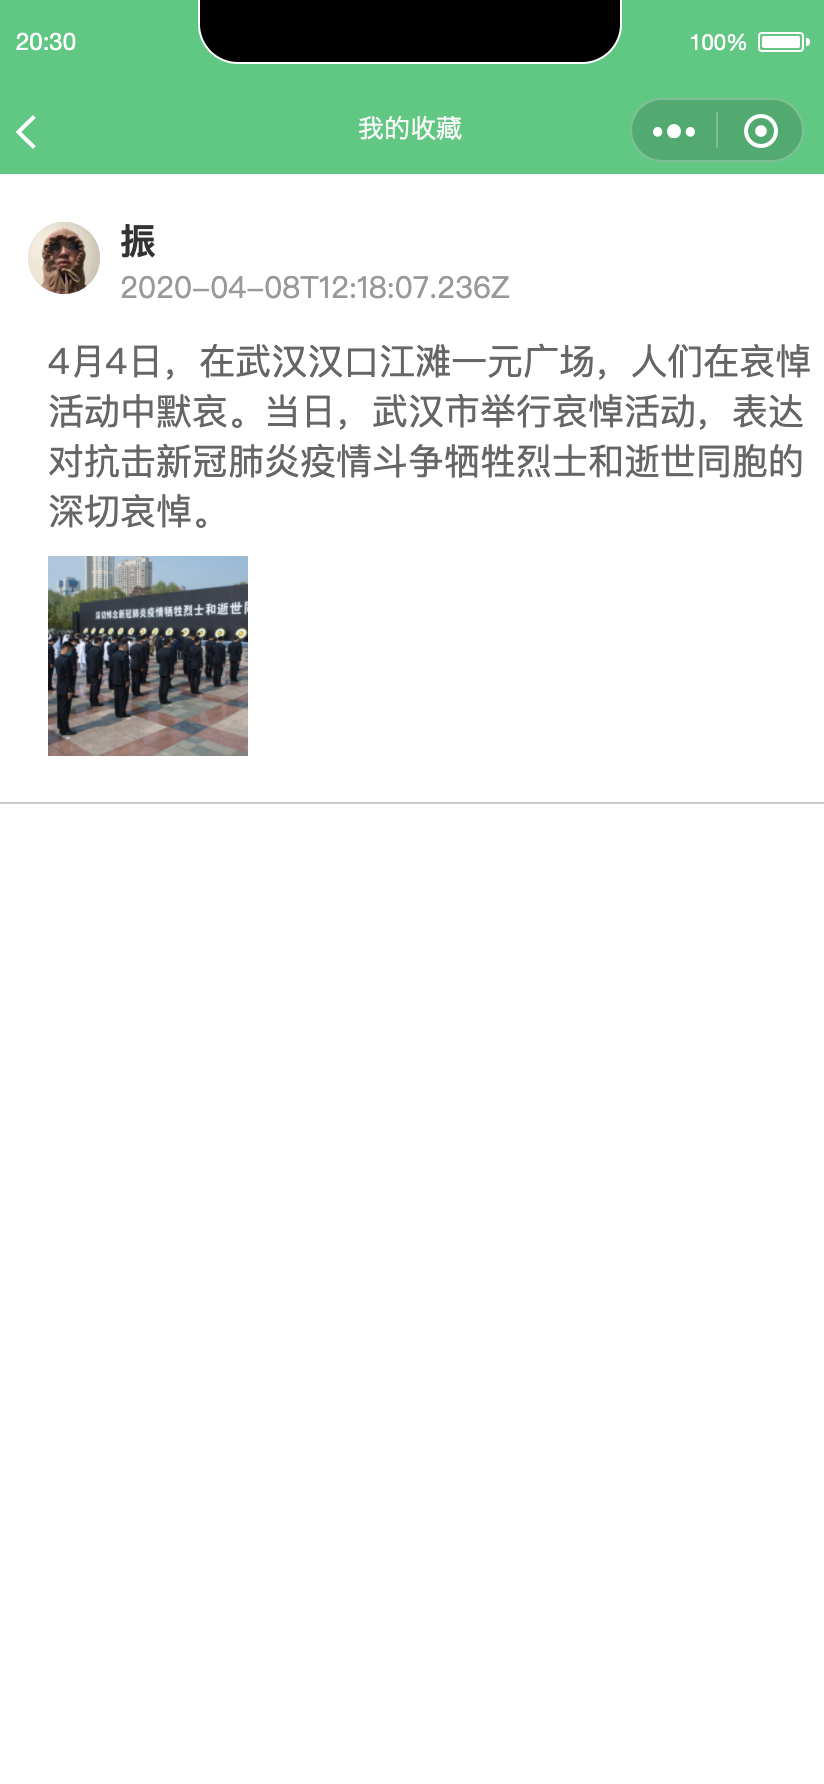 20:30
100%
我的收藏
振
2020-04-08T12:18:07.236Z
4月4日，在武汉汉口江滩一元广场，人们在哀悼
活动中默哀。当日，武汉市举行哀悼活动，表达
对抗击新冠肺炎疫情斗争牺牲烈士和逝世同胞的
深切哀悼。
深切悼念新冠肺炎疫情牺牲烈士和逝世同